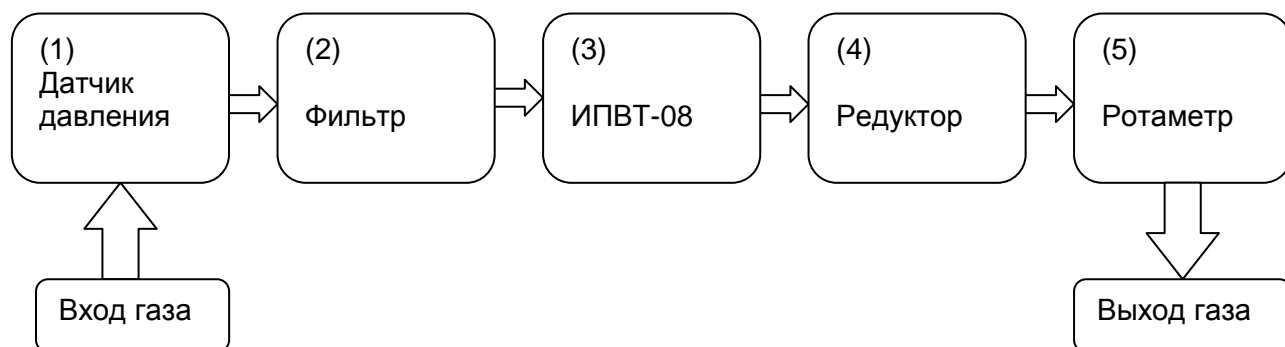 (1)
Датчик
давления
(2)
Фильтр
(3)
ИПВТ-08
(4)
Редуктор
(5)
Ротаметр
Вход газа
Выход газа